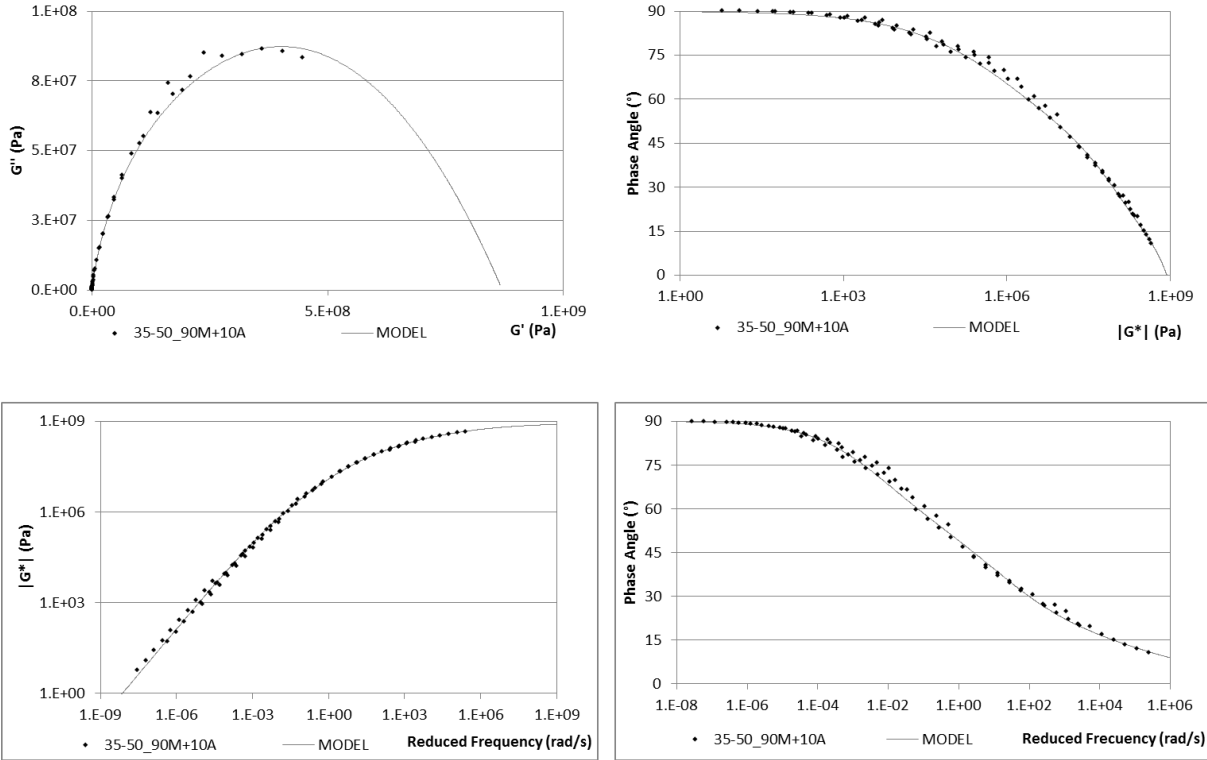 1.E+08
8.E+07
5.E+07
3.E+07
0.E+00
G'' (Pa)
0.E+00 5.E+08 1.E+09
35-50_90M+10A MODEL G' (Pa)
90
75
60
45
30
15
0
Phase Angle (°)
1.E+00 1.E+03 1.E+06 1.E+09
35-50_90M+10A MODEL |G*| (Pa)
1.E+09
1.E+06
1.E+03
1.E+00
|G*| (Pa)
1.E-09 1.E-06 1.E-03 1.E+00 1.E+03 1.E+06 1.E+09
35-50_90M+10A MODEL Reduced Frequency (rad/s)
90
75
60
45
30
15
0
Phase Angle (°)
1.E-08 1.E-06 1.E-04 1.E-02 1.E+00 1.E+02 1.E+04 1.E+06
35-50_90M+10A MODEL Reduced Frecuency (rad/s)